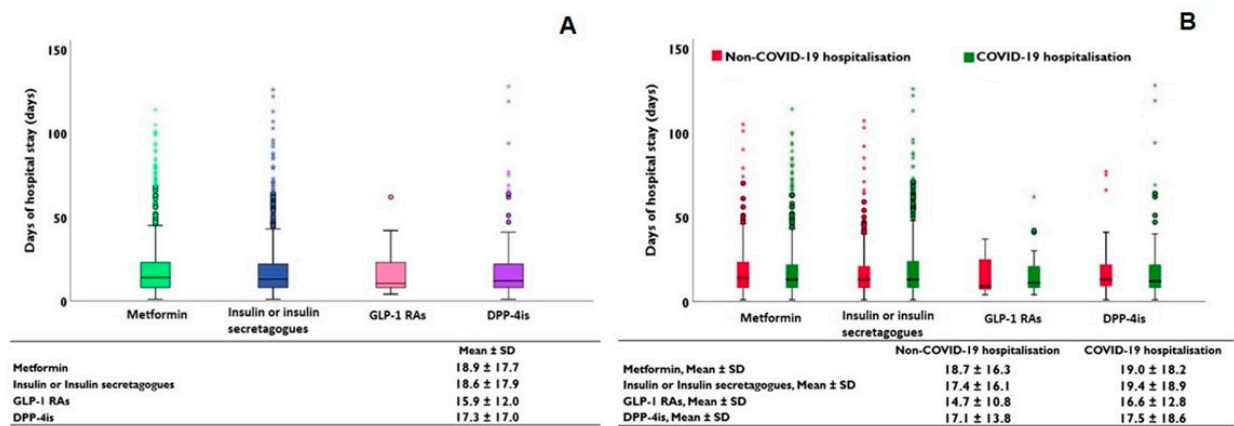 A
150
100
50
0
Days of hospital stay (days)
Metformin
Insulin or insulin
secretagogues
GLP-1 RAs
DPP-4is
Mean ± SD
Metformin 18.9 ± 17.7
Insulin or Insulin secretagogues 18.6 ± 17.9
GLP-1 RAs 15.9 ± 12.0
DPP-4is 17.3 ± 17.0
B
Non-COVID-19 hospitalisation COVID-19 hospitalisation
150
100
50
0
Days of hospital stay (days)
Metformin
Insulin or insulin
secretagogues
GLP-1 RAs
DPP-4is
Non-COVID-19 hospitalisation COVID-19 hospitalisation
Metformin, Mean ± SD 18.7 ± 16.3 19.0 ± 18.2
Insulin or Insulin secretagogues, Mean ± SD 17.4 ± 16.1 19.4 ± 18.9
GLP-1 RAs, Mean ± SD 14.7 ± 10.8 16.6 ± 12.8
DPP-4is, Mean ± SD 17.1 ± 13.8 17.5 ± 18.6